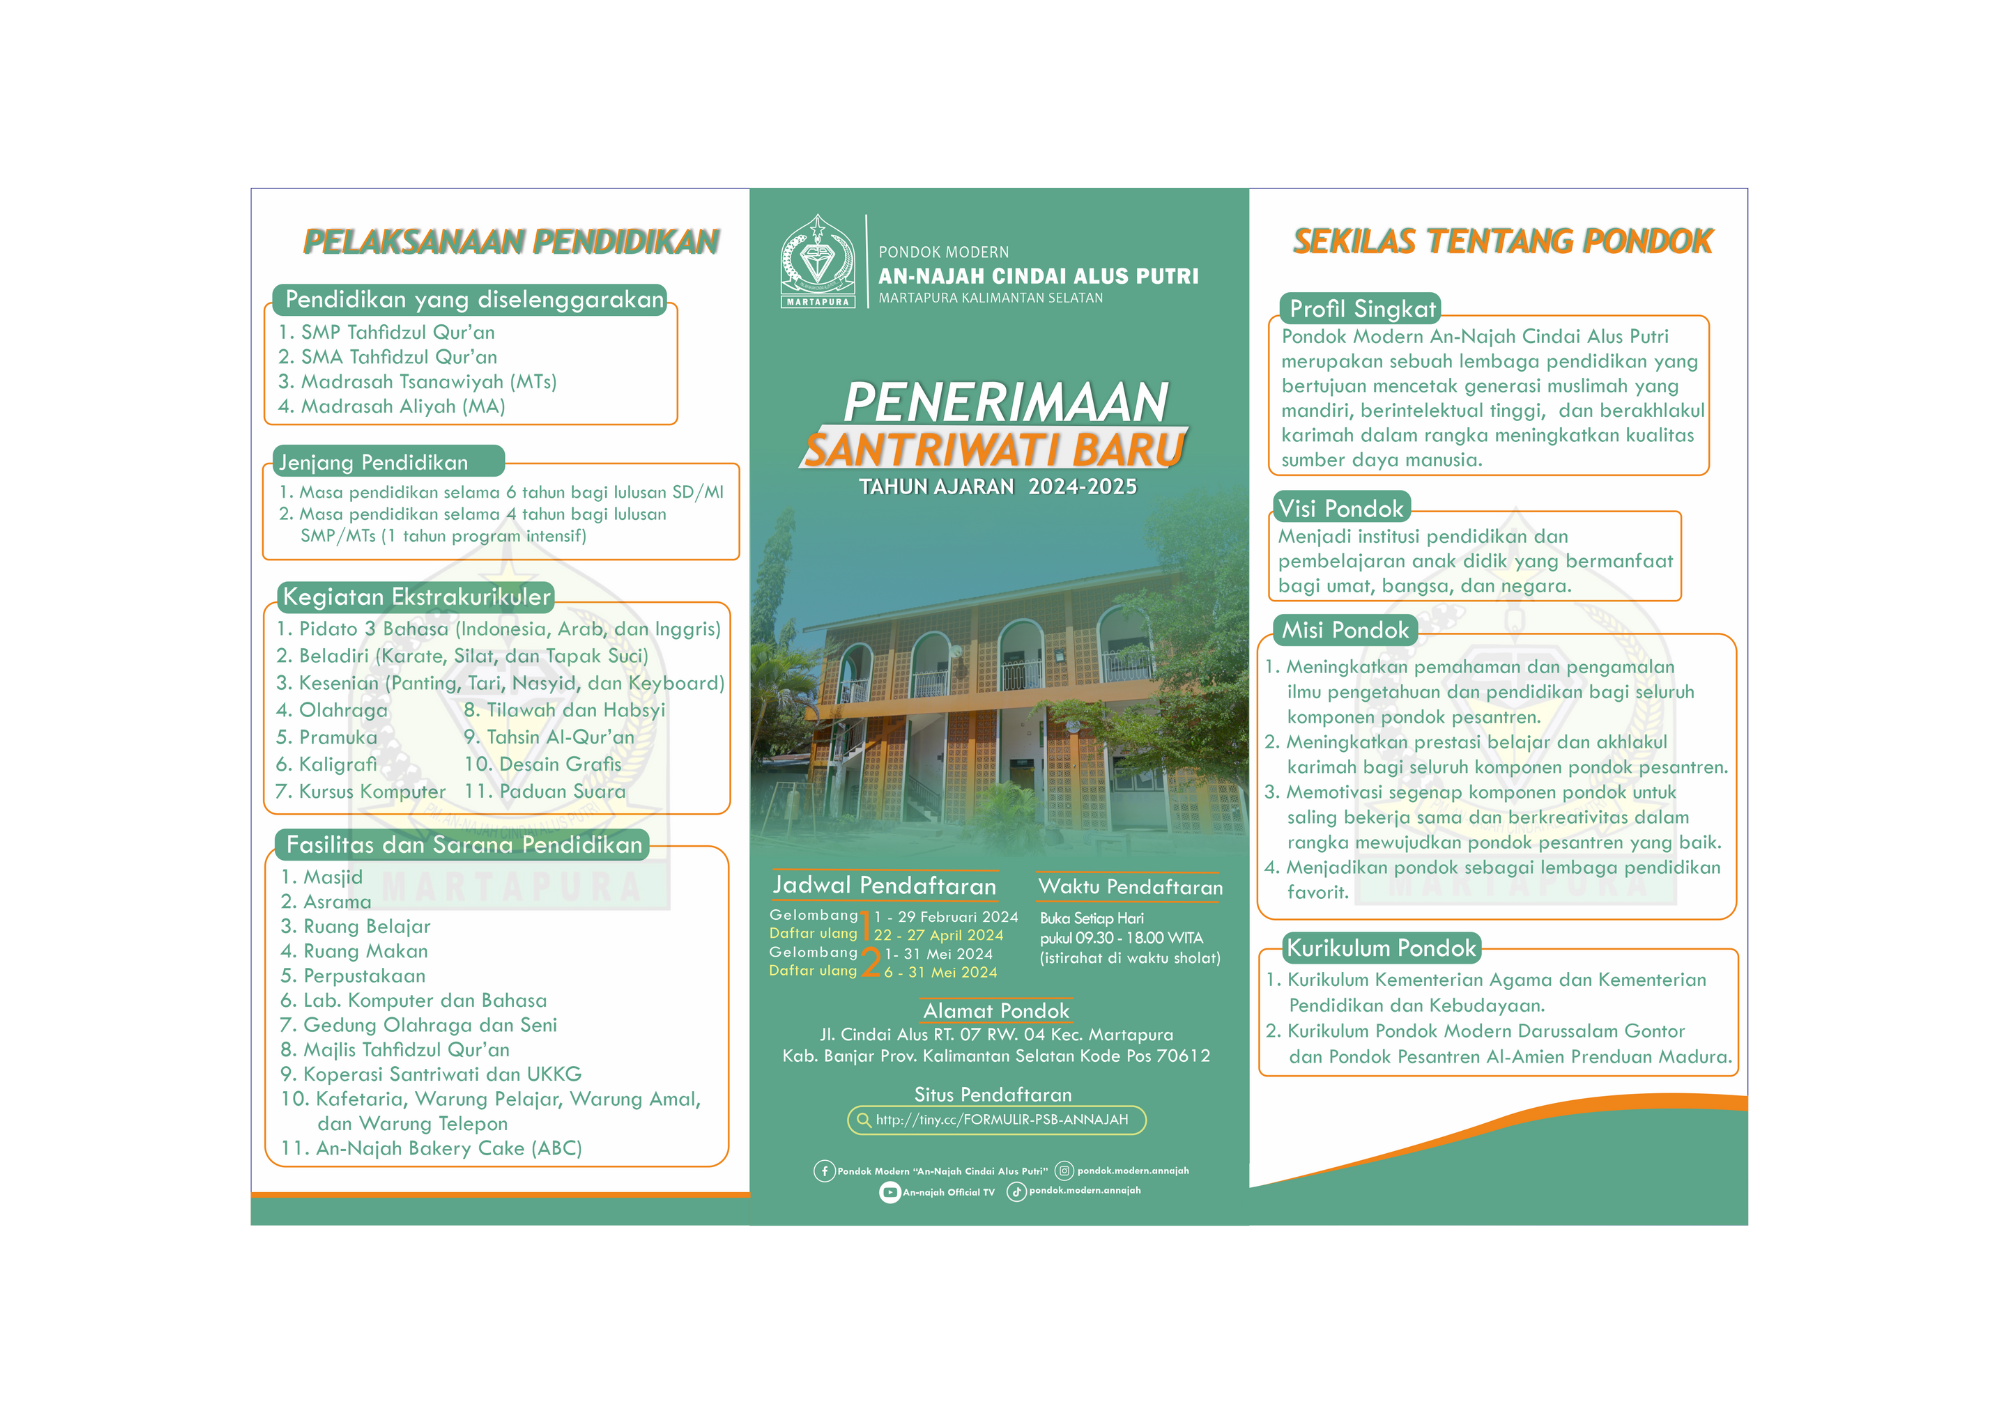 PELAKSANAAN PENDIDIKAN
Pendidikan yang diselenggarakan
1. SMP Tahfidzul Qur'an
2. SMA Tahfidzul Qur'an
3. Madrasah Tsanawiyah (MTs)
4. Madrasah Aliyah (MA)
Jenjang Pendidikan
1. Masa pendidikan selama 6 tahun bagi lulusan SD/MI
2. Masa pendidikan selama 4 tahun bagi lulusan
SMP/MTs (1 tahun program intensif)
Kegiatan Ekstrakurikuler
1. Pidato 3 Bahasa (Indonesia, Arab, dan Inggris)
2. Beladiri (Karate, Silat, dan Tapak Suci)
3. Kesenian (Panting, Tari, Nasyid, dan Keyboard)
4. Olahraga
5. Pramuka
6. Kaligrafi
7. Kursus Komputer
8. Tilawah dan Habsyi
9. Tahsin Al-Qur'an
10. Desain Grafis
11. Paduan Suara
Fasilitas dan Sarana Pendidikan
1. Masjid
2. Asrama
3. Ruang Belajar
4. Ruang Makan
5. Perpustakaan
6. Lab. Komputer dan Bahasa
7. Gedung Olahraga dan Seni
8. Majlis Tahfidzul Qur'an
9. Koperasi Santriwati dan UKKG
10. Kafetaria, Warung Pelajar, Warung Amal,
dan Warung Telepon
11. An-Najah Bakery Cake (ABC)
MARTAPURA
MARTAPURA
PONDOK MODERN
AN-NAJAH CINDAI ALUS PUTRI
MARTAPURA KALIMANTAN SELATAN
PENERIMAAN
SANTRIWATI BARU
TAHUN AJARAN 2024-2025
Jadwal Pendaftaran
Gelombang 1 1 - 29 Februari 2024
Daftar ulang 22 - 27 April 2024
Gelombang 2 1- 31 Mei 2024
Daftar ulang 6 - 31 Mei 2024
Waktu Pendaftaran
Buka Setiap Hari
pukul 09.30 - 18.00 WITA
(istirahat di waktu sholat)
Alamat Pondok
Jl. Cindai Alus RT. 07 RW. 04 Kec. Martapura
Kab. Banjar Prov. Kalimantan Selatan Kode Pos 70612
Situs Pendaftaran
http://tiny.cc/FORMULIR-PSB-ANNAJAH
Pondok Modern "An-Najah Cindai Alus Putri" pondok.modern.annajah
An-najah Official TV pondok.modern.annajah
SEKILAS TENTANG PONDOK
Profil Singkat
Pondok Modern An-Najah Cindai Alus Putri
merupakan sebuah lembaga pendidikan yang
bertujuan mencetak generasi muslimah yang
mandiri, berintelektual tinggi, dan berakhlakul
karimah dalam rangka meningkatkan kualitas
sumber daya manusia.
Visi Pondok
Menjadi institusi pendidikan dan
pembelajaran anak didik yang bermanfaat
bagi umat, bangsa, dan negara.
Misi Pondok
1. Meningkatkan pemahaman dan pengamalan
ilmu pengetahuan dan pendidikan bagi seluruh
komponen pondok pesantren.
2. Meningkatkan prestasi belajar dan akhlakul
karimah bagi seluruh komponen pondok pesantren.
3. Memotivasi segenap komponen pondok untuk
saling bekerja sama dan berkreativitas dalam
rangka mewujudkan pondok pesantren yang baik.
4. Menjadikan pondok sebagai lembaga pendidikan
favorit.
MARTAPURA
Kurikulum Pondok
1. Kurikulum Kementerian Agama dan Kementerian
Pendidikan dan Kebudayaan.
2. Kurikulum Pondok Modern Darussalam Gontor
dan Pondok Pesantren Al-Amien Prenduan Madura.